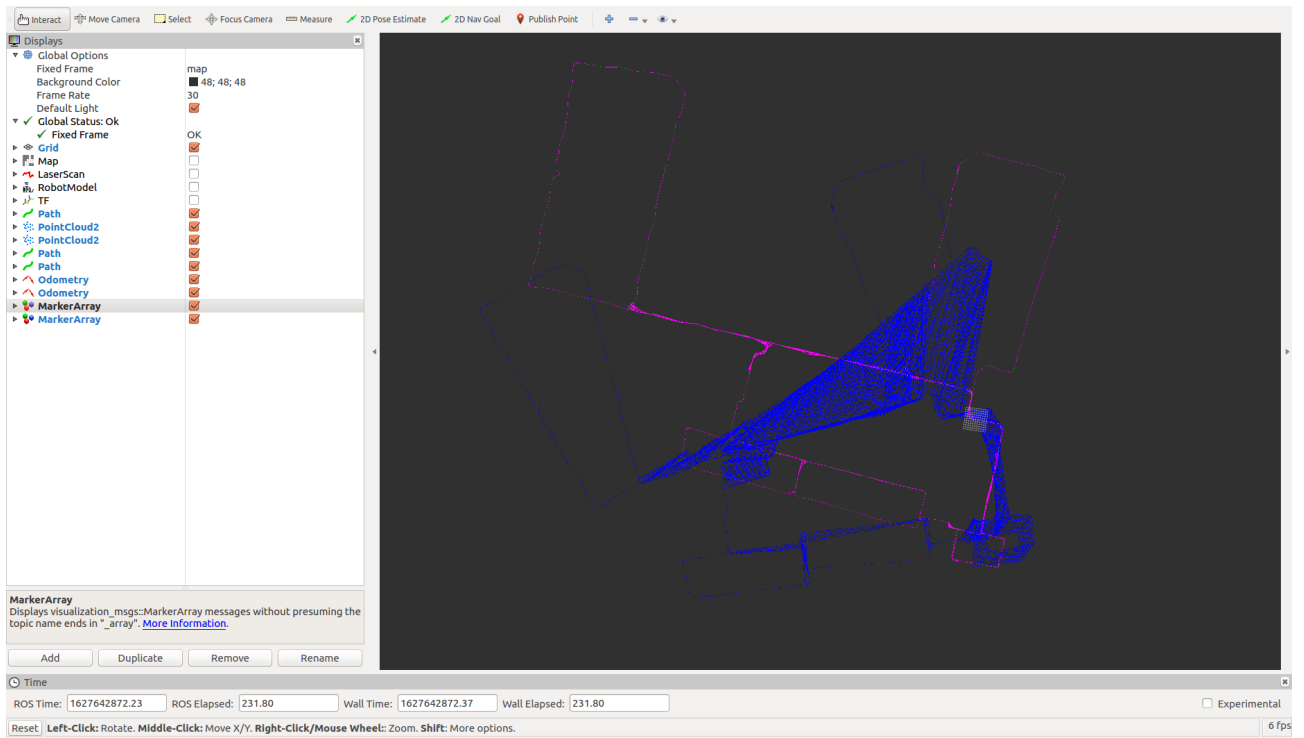 Interact Move Camera Select Focus Camera Measure 2D Pose Estimate 2D Nav Goal Publish Point
Displays
Global Options
Fixed Frame map
Background Color 48; 48; 48
Frame Rate 30
Default Light
Global Status: Ok
Fixed Frame OK
Grid
Map
LaserScan
RobotModel
TF
Path
PointCloud2
PointCloud2
Path
Path
Odometry
Odometry
MarkerArray
MarkerArray
MarkerArray
Displays visualization_msgs::MarkerArray messages without presuming the
topic name ends in "_array". More Information.
Add Duplicate Remove Rename
Time
ROS Time: 1627642872.23 ROS Elapsed: 231.80 Wall Time: 1627642872.37 Wall Elapsed: 231.80 Experimental
Reset Left-Click: Rotate. Middle-Click: Move X/Y. Right-Click/Mouse Wheel:: Zoom. Shift: More options. 6 fps